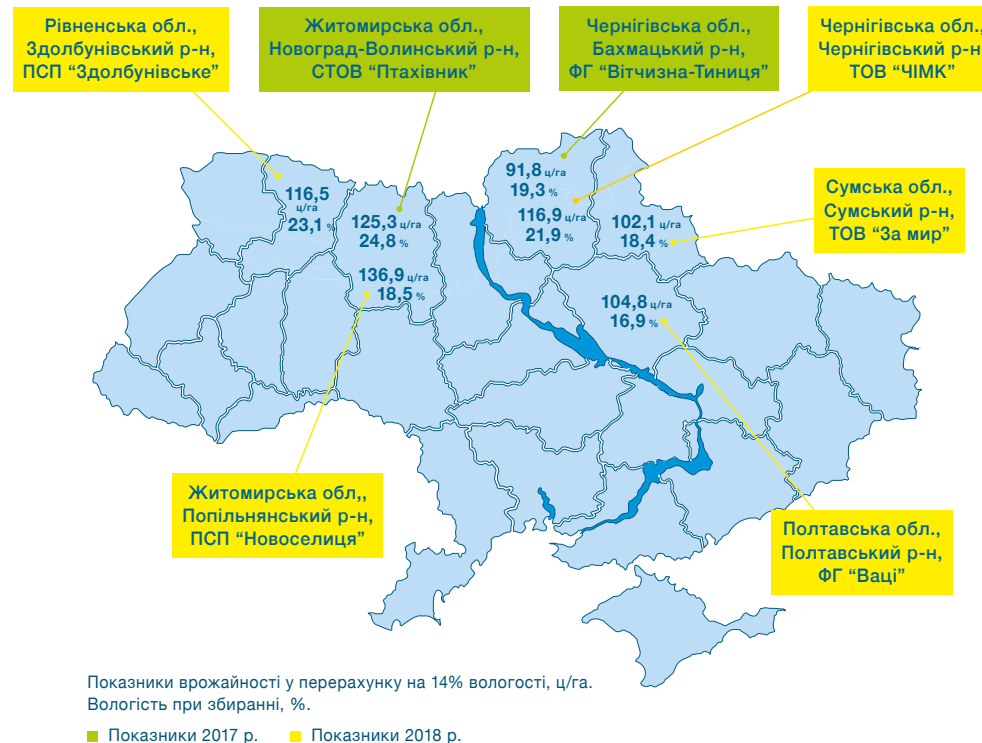 Рівненська обл.,
Здолбунівський р-н,
ПСП “Здолбунівське”
Житомирська обл.,
Новоград-Волинський р-н,
СТОВ “Птахівник”
Чернігівська обл.,
Бахмацький р-н,
ФГ “Вітчизна-Тиниця”
Чернігівська обл.,
Чернігівський р-н
ТОВ “ЧІМК”
91,8 ц/га
19,3 %
116,5
ц/га
23,1 %
125,3 ц/га
24,8 %
116,9 ц/га
21,9 %
102,1 ц/га
18,4 %
Сумська обл.,
Сумський р-н,
ТОВ “За мир”
136,9 ц/га
18,5 %
104,8 ц/га
16,9 %
Житомирська обл,,
Попільнянський р-н,
ПСП “Новоселиця”
Полтавська обл.,
Полтавський р-н,
ФГ “Ваці”
Показники врожайності у перерахунку на 14% вологості, ц/га.
Вологість при збиранні, %.
Показники 2017 р. Показники 2018 р.